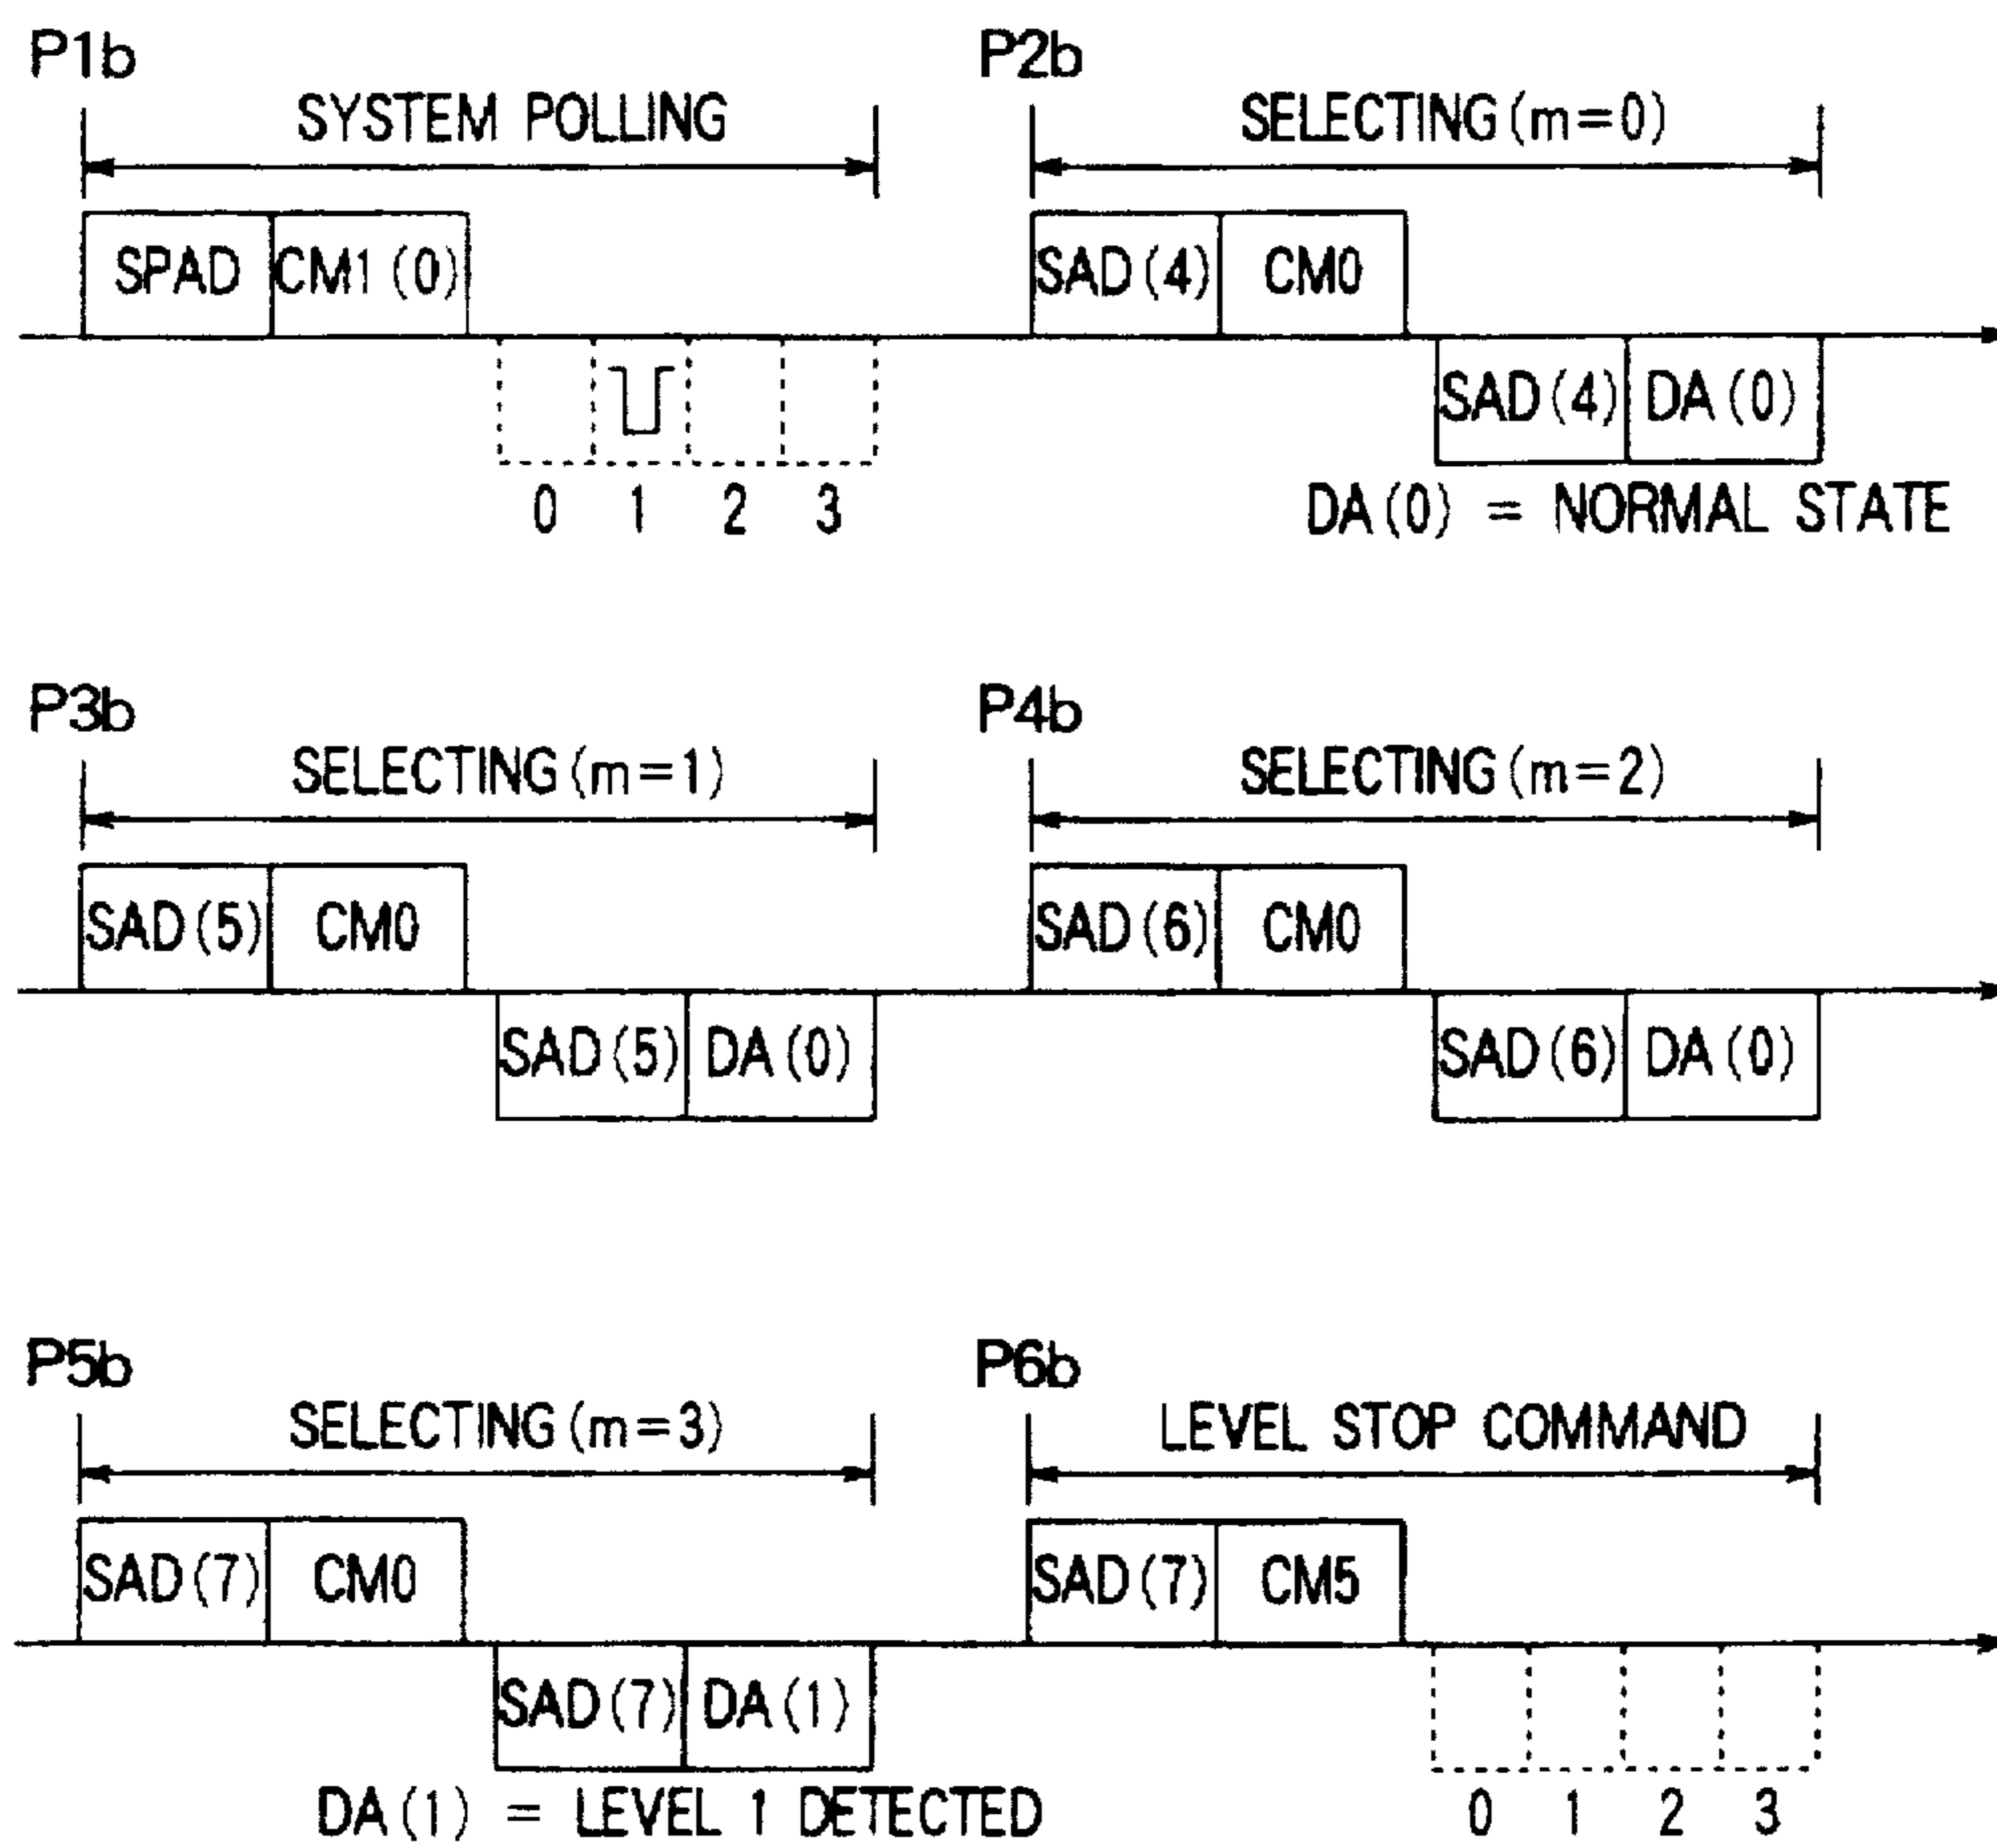 P1b
SYSTEM POLLING
SPAD CM1(0)
0 1 2 3
P2b
SELECTING(m=0)
SAD(4) CM0
SAD(4) DA(0)
DA(0) = NORMAL STATE
P3b
SELECTING(m=1)
SAD(5) CM0
SAD(5) DA(0)
P4b
SELECTING(m=2)
SAD(6) CM0
SAD(6) DA(0)
P5b
SELECTING(m=3)
SAD(7) CM0
SAD(7) DA(1)
DA(1) = LEVEL 1 DETECTED
P6b
LEVEL STOP COMMAND
SAD(7) CM5
0 1 2 3